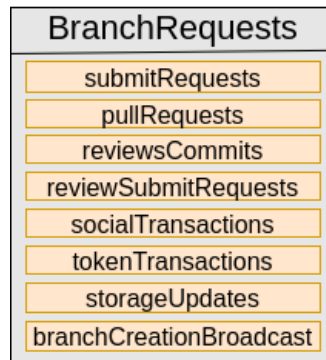 BranchRequests
submitRequests
pullRequests
reviewsCommits
reviewSubmitRequests
socialTransactions
tokenTransactions
storageUpdates
branchCreationBroadcast